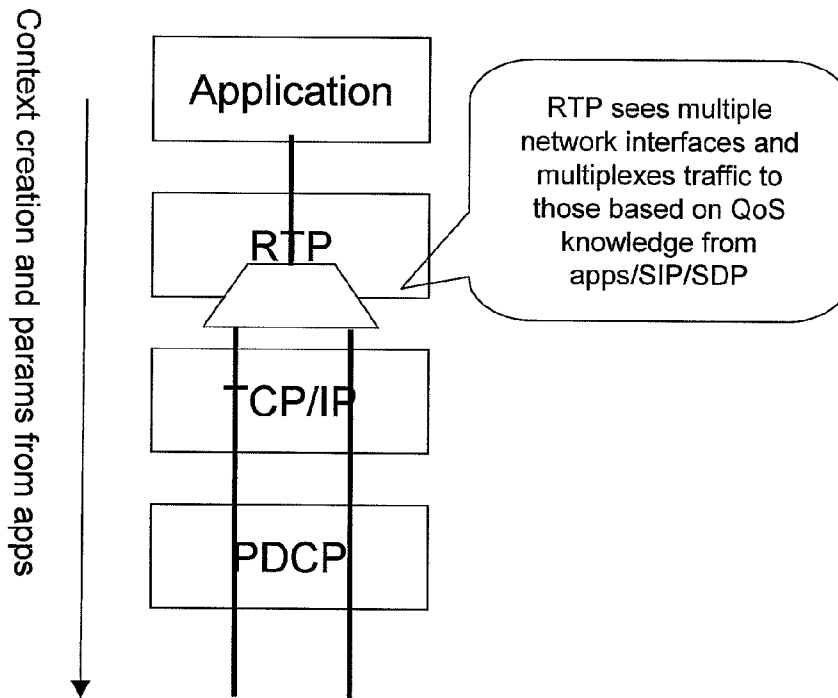 Context creation and params from apps
Application
RTP sees multiple
network interfaces and
multiplexes traffic to
those based on QoS
knowledge from
apps/SIP/SDP
RTP
TCP/IP
PDCP